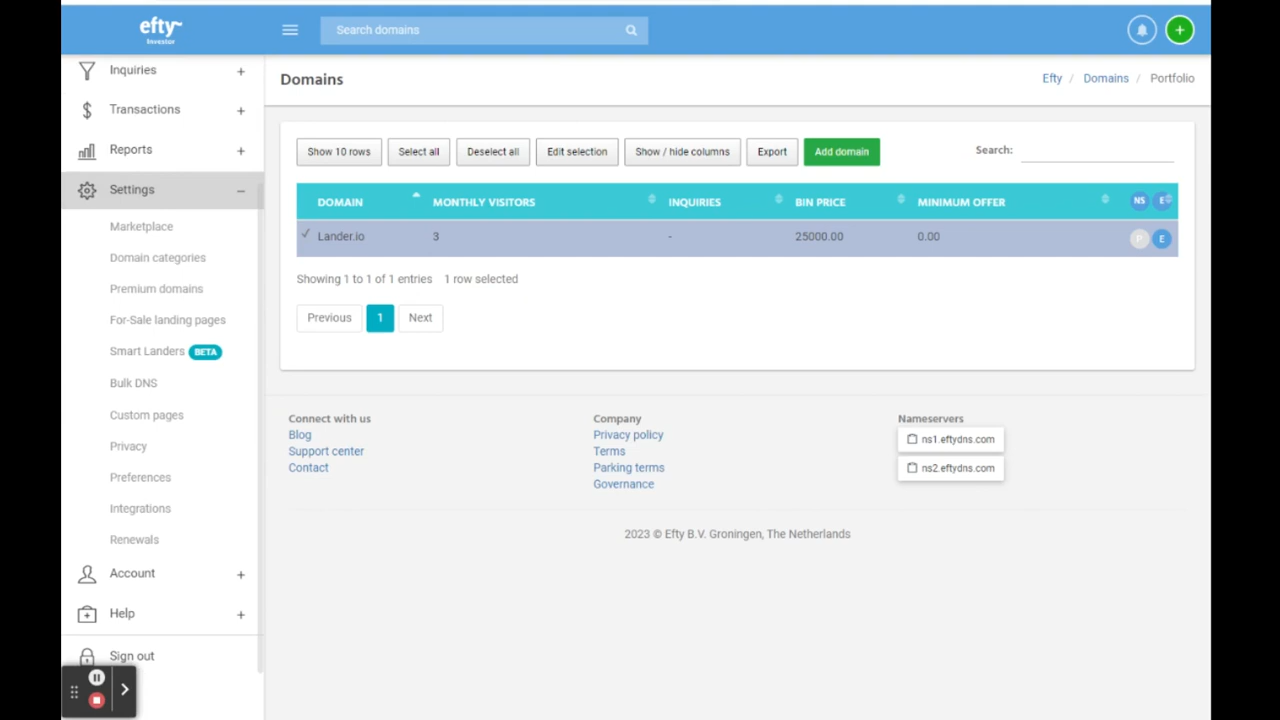 efty
Investor
Search domains
Inquiries
Transactions
Reports
Settings
Marketplace
Domain categories
Premium domains
For-Sale landing pages
Smart Landers BETA
Bulk DNS
Custom pages
Privacy
Preferences
Integrations
Renewals
Account
Help
Sign out
Domains
Efty / Domains / Portfolio
Show 10 rows Select all Deselect all Edit selection Show / hide columns Export Add domain Search:
DOMAIN MONTHLY VISITORS INQUIRIES BIN PRICE MINIMUM OFFER NS E
Lander.io 3 - 25000.00 0.00 P E
Showing 1 to 1 of 1 entries 1 row selected
Previous 1 Next
Connect with us
Blog
Support center
Contact
Company
Privacy policy
Terms
Parking terms
Governance
Nameservers
ns1.eftydns.com
ns2.eftydns.com
2023 © Efty B.V. Groningen, The Netherlands